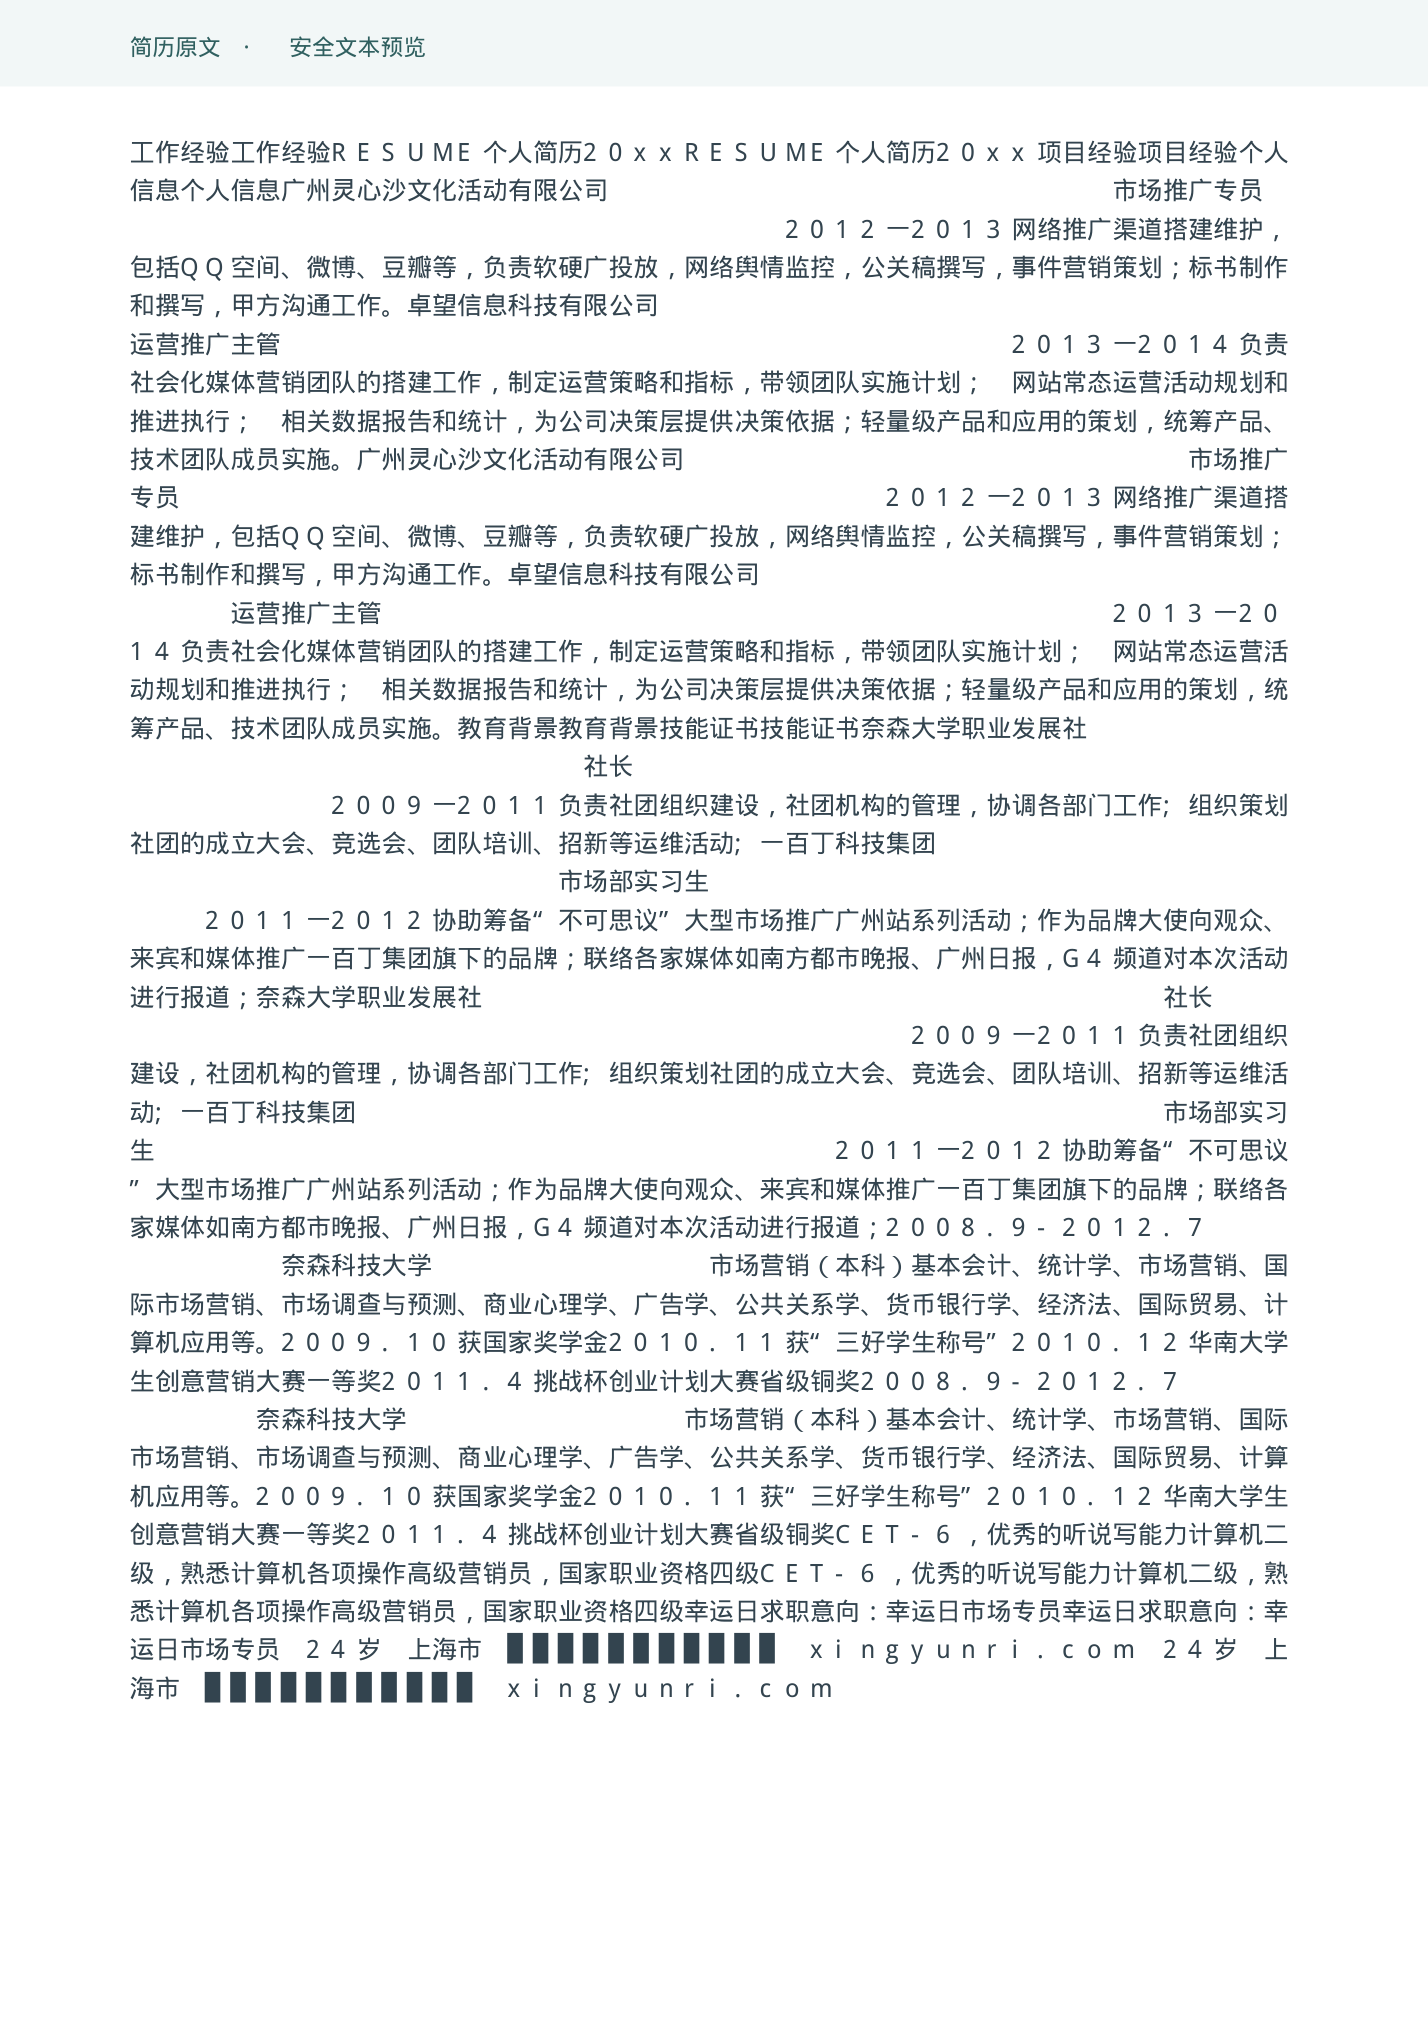 简历原文 · 安全文本预览
工作经验工作经验RESUME个人简历20xxRESUME个人简历20xx项目经验项目经验个人
信息个人信息广州灵心沙文化活动有限公司 市场推广专员
2012一2013网络推广渠道搭建维护，
包括QQ空间、微博、豆瓣等，负责软硬广投放，网络舆情监控，公关稿撰写，事件营销策划；标书制作
和撰写，甲方沟通工作。卓望信息科技有限公司
运营推广主管 2013一2014负责
社会化媒体营销团队的搭建工作，制定运营策略和指标，带领团队实施计划； 网站常态运营活动规划和
推进执行； 相关数据报告和统计，为公司决策层提供决策依据；轻量级产品和应用的策划，统筹产品、
技术团队成员实施。广州灵心沙文化活动有限公司 市场推广
专员 2012一2013网络推广渠道搭
建维护，包括QQ空间、微博、豆瓣等，负责软硬广投放，网络舆情监控，公关稿撰写，事件营销策划；
标书制作和撰写，甲方沟通工作。卓望信息科技有限公司
运营推广主管 2013一20
14负责社会化媒体营销团队的搭建工作，制定运营策略和指标，带领团队实施计划； 网站常态运营活
动规划和推进执行； 相关数据报告和统计，为公司决策层提供决策依据；轻量级产品和应用的策划，统
筹产品、技术团队成员实施。教育背景教育背景技能证书技能证书奈森大学职业发展社
社长
2009一2011负责社团组织建设，社团机构的管理，协调各部门工作; 组织策划
社团的成立大会、竞选会、团队培训、招新等运维活动; 一百丁科技集团
市场部实习生
2011一2012协助筹备“不可思议”大型市场推广广州站系列活动；作为品牌大使向观众、
来宾和媒体推广一百丁集团旗下的品牌；联络各家媒体如南方都市晚报、广州日报，G4频道对本次活动
进行报道；奈森大学职业发展社 社长
2009一2011负责社团组织
建设，社团机构的管理，协调各部门工作; 组织策划社团的成立大会、竞选会、团队培训、招新等运维活
动; 一百丁科技集团 市场部实习
生 2011一2012协助筹备“不可思议
”大型市场推广广州站系列活动；作为品牌大使向观众、来宾和媒体推广一百丁集团旗下的品牌；联络各
家媒体如南方都市晚报、广州日报，G4频道对本次活动进行报道；2008.9-2012.7
奈森科技大学 市场营销（本科）基本会计、统计学、市场营销、国
际市场营销、市场调查与预测、商业心理学、广告学、公共关系学、货币银行学、经济法、国际贸易、计
算机应用等。2009.10获国家奖学金2010.11获“三好学生称号”2010.12华南大学
生创意营销大赛一等奖2011.4挑战杯创业计划大赛省级铜奖2008.9-2012.7
奈森科技大学 市场营销（本科）基本会计、统计学、市场营销、国际
市场营销、市场调查与预测、商业心理学、广告学、公共关系学、货币银行学、经济法、国际贸易、计算
机应用等。2009.10获国家奖学金2010.11获“三好学生称号”2010.12华南大学生
创意营销大赛一等奖2011.4挑战杯创业计划大赛省级铜奖CET-6，优秀的听说写能力计算机二
级，熟悉计算机各项操作高级营销员，国家职业资格四级CET-6，优秀的听说写能力计算机二级，熟
悉计算机各项操作高级营销员，国家职业资格四级幸运日求职意向：幸运日市场专员幸运日求职意向：幸
运日市场专员 24岁 上海市 ███████████ xingyunri.com 24岁 上
海市 ███████████ xingyunri.com